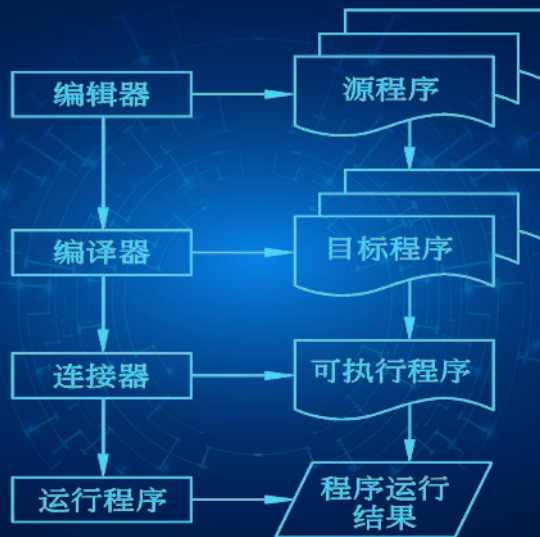 编辑器
源程序
编译器
目标程序
连接器
可执行程序
运行程序
程序运行
结果